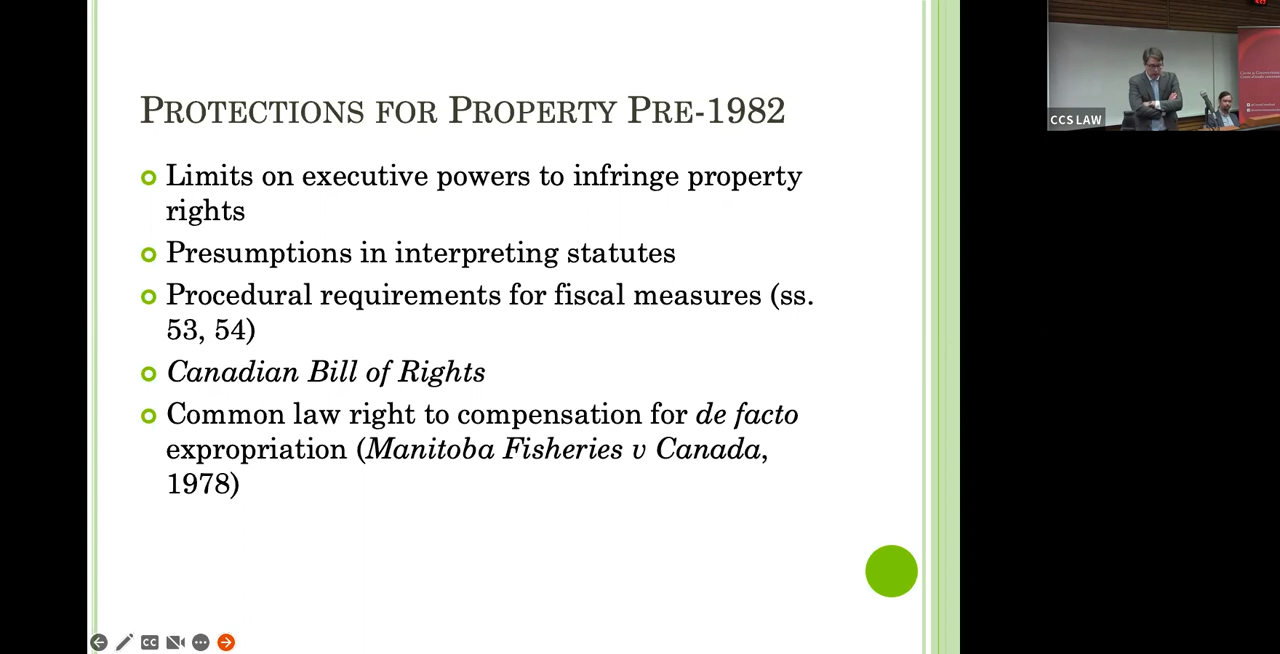 PROTECTIONS FOR PROPERTY PRE-1982
Limits on executive powers to infringe property
rights
Presumptions in interpreting statutes
Procedural requirements for fiscal measures (ss.
53, 54)
Canadian Bill of Rights
Common law right to compensation for de facto
expropriation (Manitoba Fisheries v Canada,
1978)
CCS LAW
CC